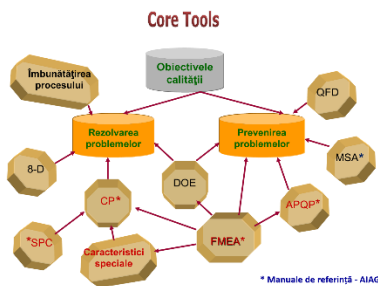 Core Tools
Îmbunătăţirea
procesului
Obiectivele
calităţii
QFD
Rezolvarea
problemelor
Prevenirea
problemelor
MSA*
8-D
DOE
CP*
APQP*
*SPC
Caracteristici
speciale
FMEA*
* Manuale de referinţă - AIAG